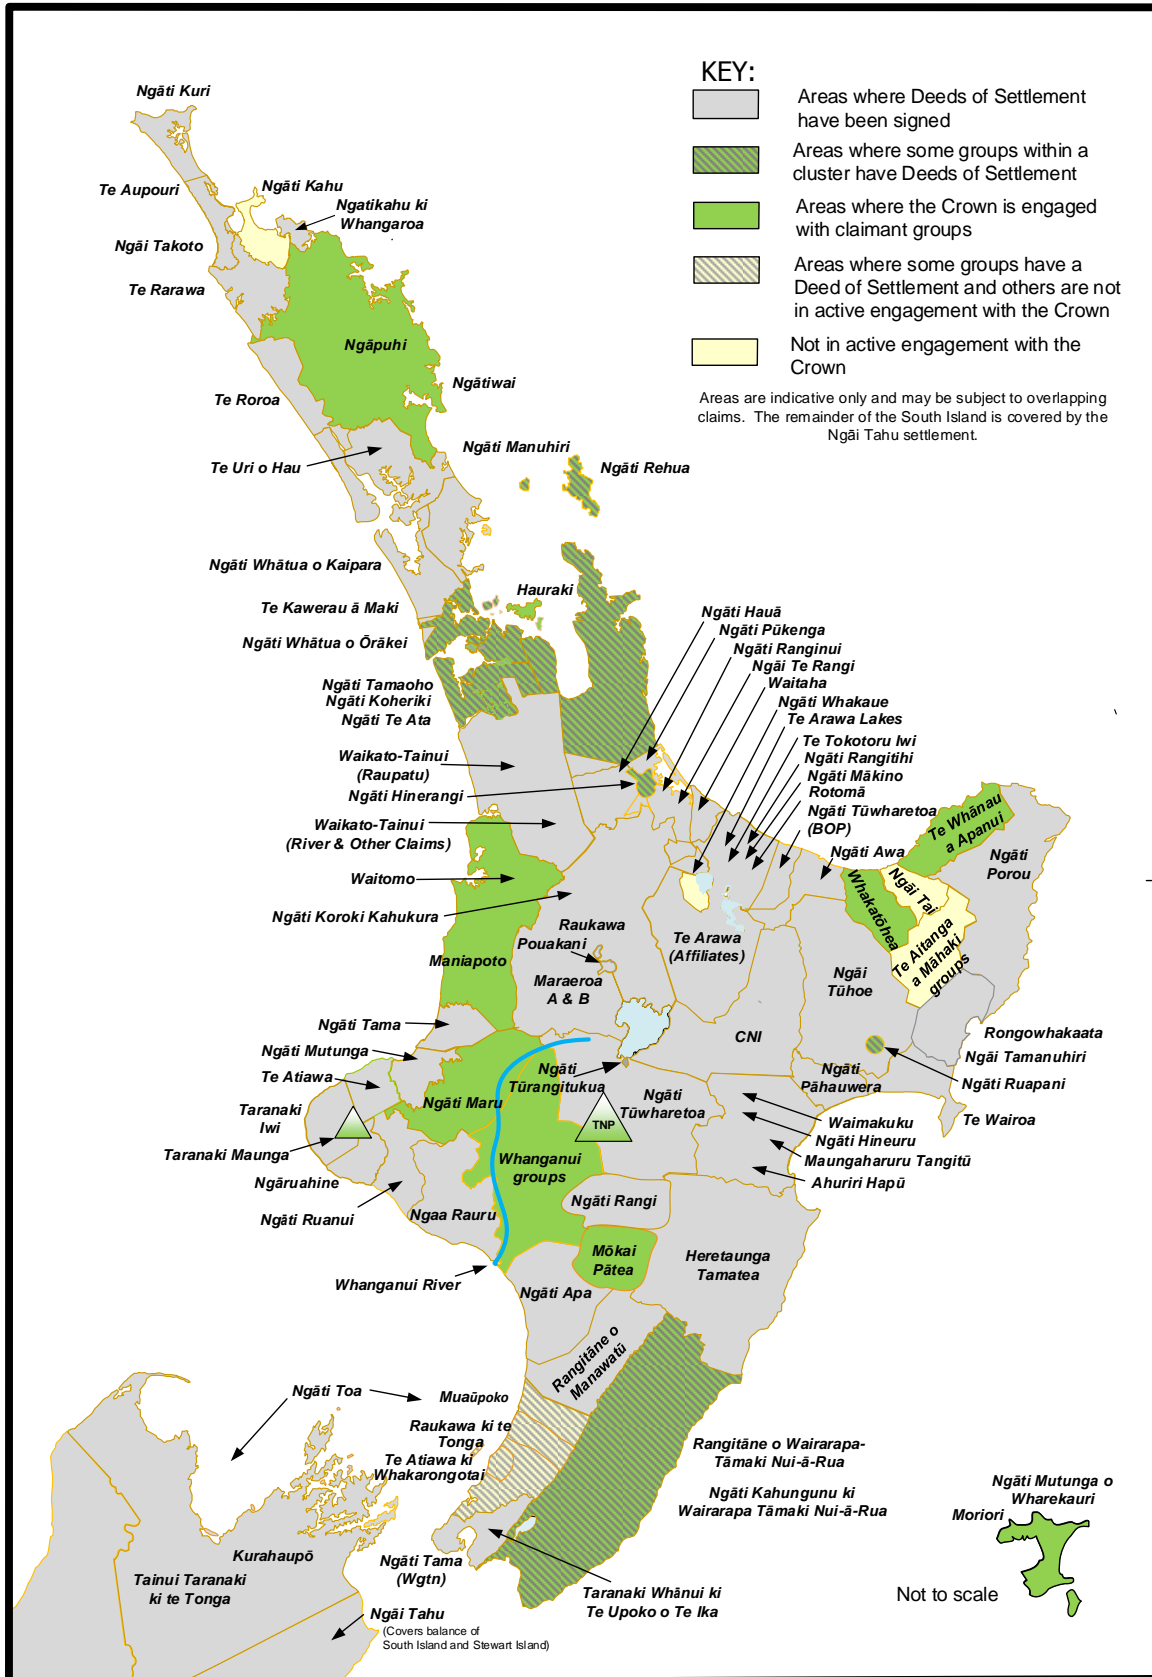 KEY:
Areas where Deeds of Settlement
have been signed
Areas where some groups within a
cluster have Deeds of Settlement
Areas where the Crown is engaged
with claimant groups
Areas where some groups have a
Deed of Settlement and others are not
in active engagement with the Crown
Not in active engagement with the
Crown
Areas are indicative only and may be subject to overlapping
claims. The remainder of the South Island is covered by the
Ngāi Tahu settlement.
Ngāti Kuri
Te Aupouri
Ngāti Kahu
Ngatikahu ki
Whangaroa
Ngāi Takoto
Te Rarawa
Ngāpuhi
Ngātiwai
Te Roroa
Ngāti Manuhiri
Te Uri o Hau
Ngāti Rehua
Ngāti Whātua o Kaipara
Hauraki
Te Kawerau ā Maki
Ngāti Whātua o Ōrākei
Ngāti Hauā
Ngāti Pūkenga
Ngāti Ranginui
Ngāi Te Rangi
Waitaha
Ngāti Whakaue
Te Arawa Lakes
Te Tokotoru Iwi
Ngāti Rangitihi
Ngāti Mākino
Rotomā
Ngāti Tūwharetoa
(BOP)
Ngāti Awa
Ngāti Tamaoho
Ngāti Koheriki
Ngāti Te Ata
Waikato-Tainui
(Raupatu)
Ngāti Hinerangi
Waikato-Tainui
(River & Other Claims)
Waitomo
Ngāti Koroki Kahukura
Te Whānau
a Apanui
Ngāti
Porou
Ngāi Tai
Whakatōhea
Te Aitanga
a Māhaki
groups
Raukawa
Pouakani
Te Arawa
(Affiliates)
Maniapoto
Maraeroa
A & B
Ngāi
Tūhoe
Ngāti Tama
CNI
Rongowhakaata
Ngāi Tamanuhiri
Ngāti Mutunga
Te Atiawa
Ngāti
Tūrangitukua
Ngāti
Pāhauwera
Ngāti Ruapani
Ngāti Maru
Ngāti
Tūwharetoa
Taranaki
Iwi
TNP
Waimakuku
Te Wairoa
Ngāti Hineuru
Taranaki Maunga
Maungaharuru Tangitū
Whanganui
groups
Ngāruahine
Ahuriri Hapū
Ngāti Rangi
Ngāti Ruanui
Ngaa Rauru
Mōkai
Pātea
Heretaunga
Tamatea
Whanganui River
Ngāti Apa
Rangitāne o
Manawatū
Ngāti Toa
Muaūpoko
Raukawa ki te
Tonga
Te Atiawa ki
Whakarongotai
Rangitāne o Wairarapa-
Tāmaki Nui-ā-Rua
Ngāti Kahungunu ki
Wairarapa Tāmaki Nui-ā-Rua
Ngāti Mutunga o
Wharekauri
Moriori
Kurahaupō
Ngāti Tama
(Wgtn)
Tainui Taranaki
ki te Tonga
Taranaki Whānui ki
Te Upoko o Te Ika
Not to scale
Ngāi Tahu
(Covers balance of
South Island and Stewart Island)